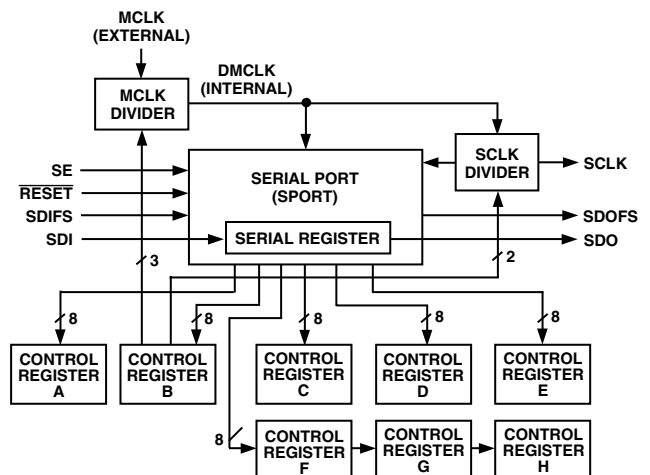 MCLK
(EXTERNAL)
MCLK
DIVIDER
DMCLK
(INTERNAL)
SE
RESET
SDIFS
SDI
SERIAL PORT
(SPORT)
SERIAL REGISTER
SCLK
DIVIDER
SCLK
SDOFS
SDO
3
2
8
8
8
8
8
CONTROL
REGISTER
A
CONTROL
REGISTER
B
CONTROL
REGISTER
C
CONTROL
REGISTER
D
CONTROL
REGISTER
E
8
CONTROL
REGISTER
F
CONTROL
REGISTER
G
CONTROL
REGISTER
H